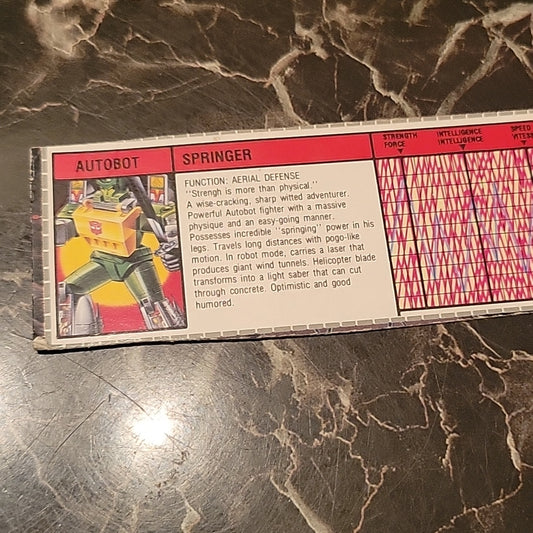 AUTOBOT
SPRINGER
FUNCTION: AERIAL DEFENSE
"Strengh is more than physical."
A wise-cracking, sharp witted adventurer.
Powerful Autobot fighter with a massive
physique and an easy-going manner.
Possesses incredible "springing" power in his
legs. Travels long distances with pogo-like
motion. In robot mode, carries a laser that
produces giant wind tunnels. Helicopter blade
transforms into a light saber that can cut
through concrete. Optimistic and good
humored.
STRENGTH
FORCE
INTELLIGENCE
INTELLIGENCE
SPEED
VITESS